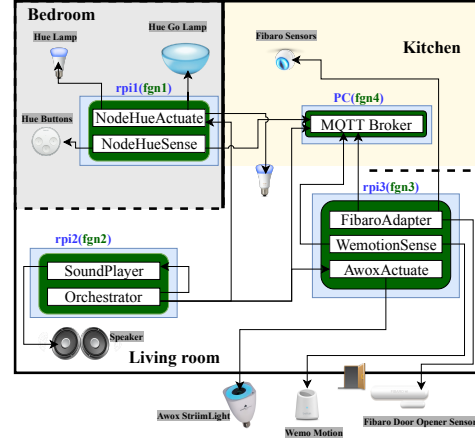 Bedroom
Hue Lamp
Hue Go Lamp
Fibaro Sensors
Kitchen
rpi1(fgn1)
PC(fgn4)
Hue Buttons
NodeHueActuate
NodeHueSense
MQTT Broker
rpi3(fgn3)
FibaroAdapter
WemotionSense
AwoxActuate
rpi2(fgn2)
SoundPlayer
Orchestrator
Speaker
Living room
Awox StriimLight
Wemo Motion
Fibaro Door Opener Sensor